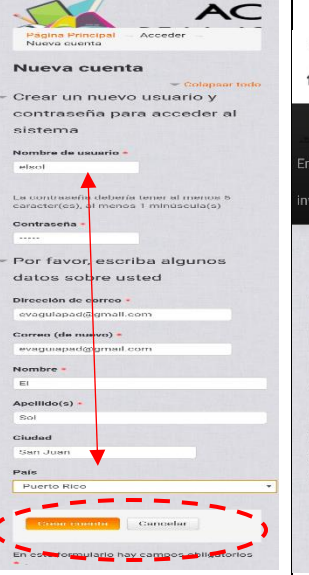 AC
Página Principal Acceder
Nueva cuenta
Nueva cuenta
Colapsar todo
Crear un nuevo usuario y
contraseña para acceder al
sistema
Nombre de usuario *
elsol
La contraseña debería tener al menos 5
caracter(es), al menos 1 minúscula(s)
Contraseña *
-----
Por favor, escriba algunos
datos sobre usted
Dirección de correo *
evaguiapad@gmail.com
Correo (de nuevo) *
evaguiapad@gmail.com
Nombre *
El
Apellido(s) *
Sol
Ciudad
San Juan
País
Puerto Rico
Crear cuenta Cancelar
En este formulario hay campos obligatorios
*
En
inv